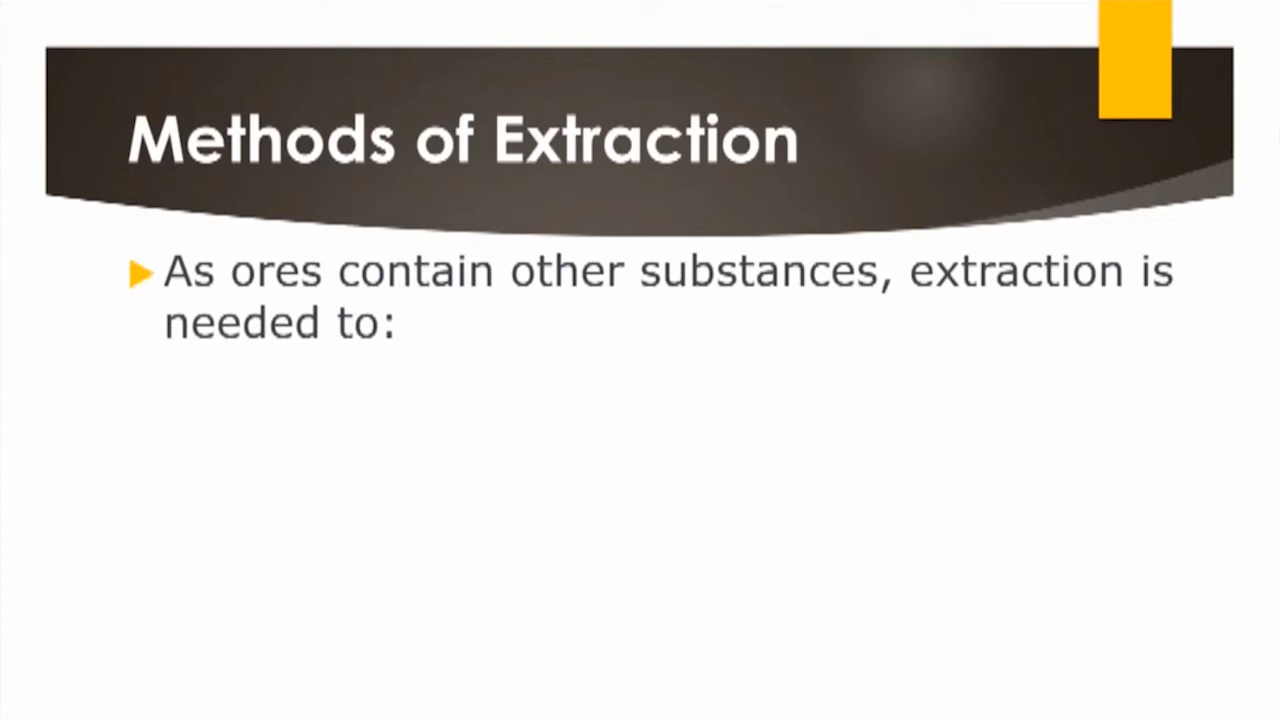 Methods of Extraction
As ores contain other substances, extraction is
needed to: